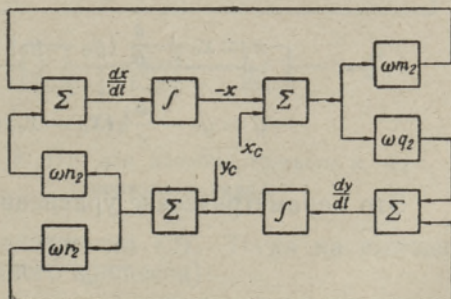 Σ
dx
dt
∫
-x
Σ
ωm₂
ωq₂
x_C
y_C
ωn₂
Σ
∫
dy
dt
Σ
ωr₂